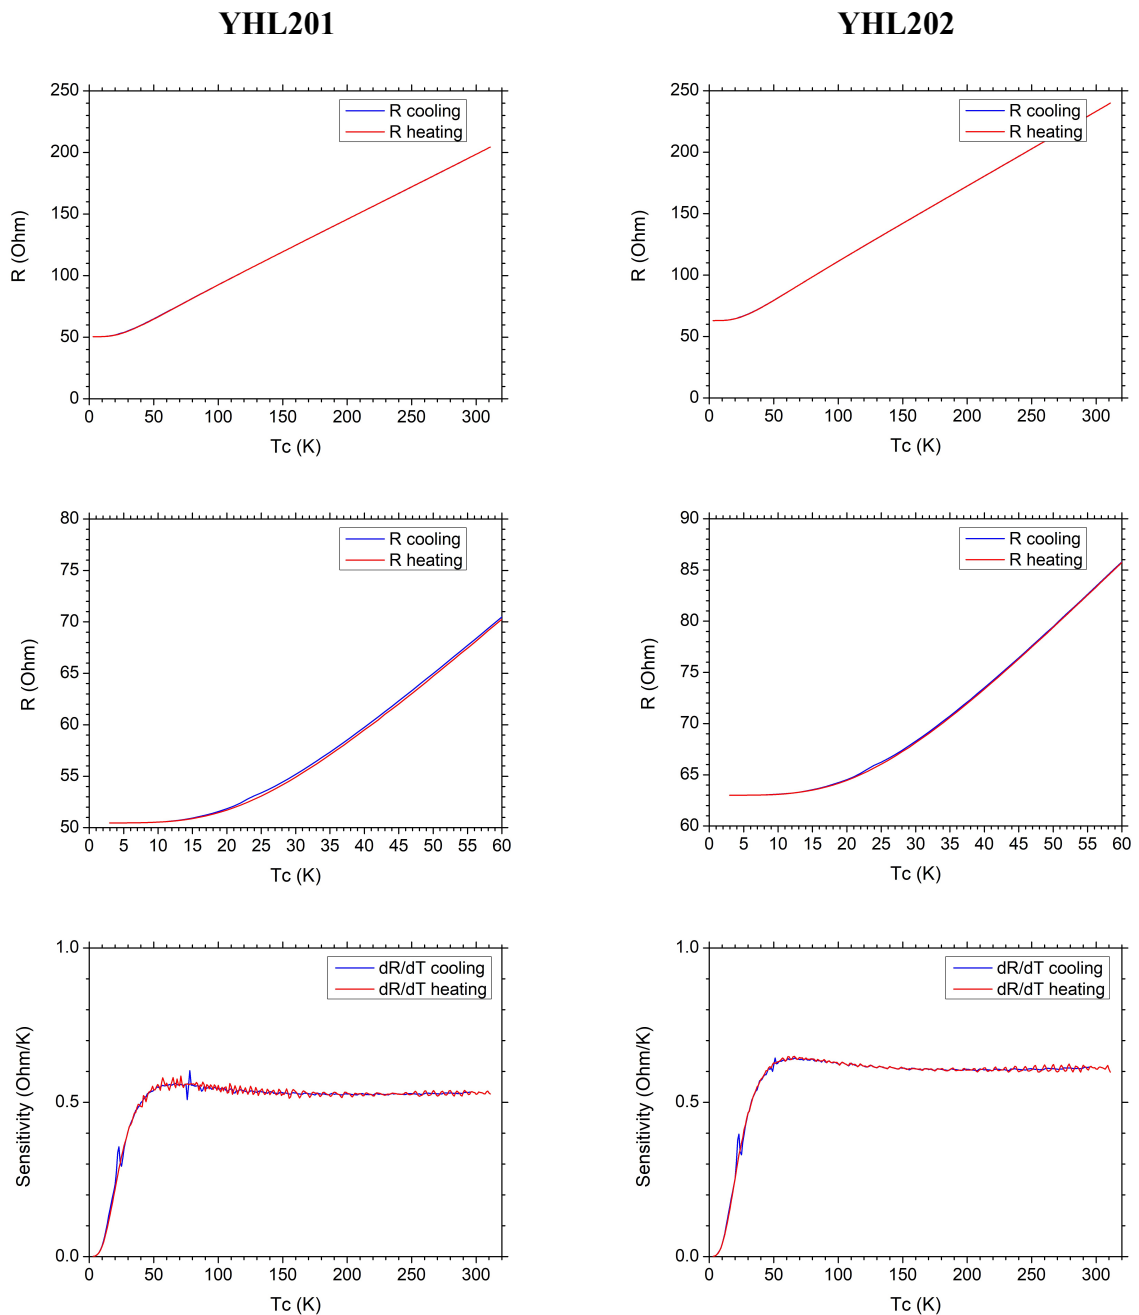 YHL201 YHL202
250
200
150
100
50
0
R (Ohm)
R cooling
R heating
0 50 100 150 200 250 300
Tc (K)
250
200
150
100
50
0
R (Ohm)
R cooling
R heating
0 50 100 150 200 250 300
Tc (K)
80
75
70
65
60
55
50
R (Ohm)
R cooling
R heating
0 5 10 15 20 25 30 35 40 45 50 55 60
Tc (K)
90
85
80
75
70
65
60
R (Ohm)
R cooling
R heating
0 5 10 15 20 25 30 35 40 45 50 55 60
Tc (K)
1.0
0.5
0.0
Sensitivity (Ohm/K)
dR/dT cooling
dR/dT heating
0 50 100 150 200 250 300
Tc (K)
1.0
0.5
0.0
Sensitivity (Ohm/K)
dR/dT cooling
dR/dT heating
0 50 100 150 200 250 300
Tc (K)